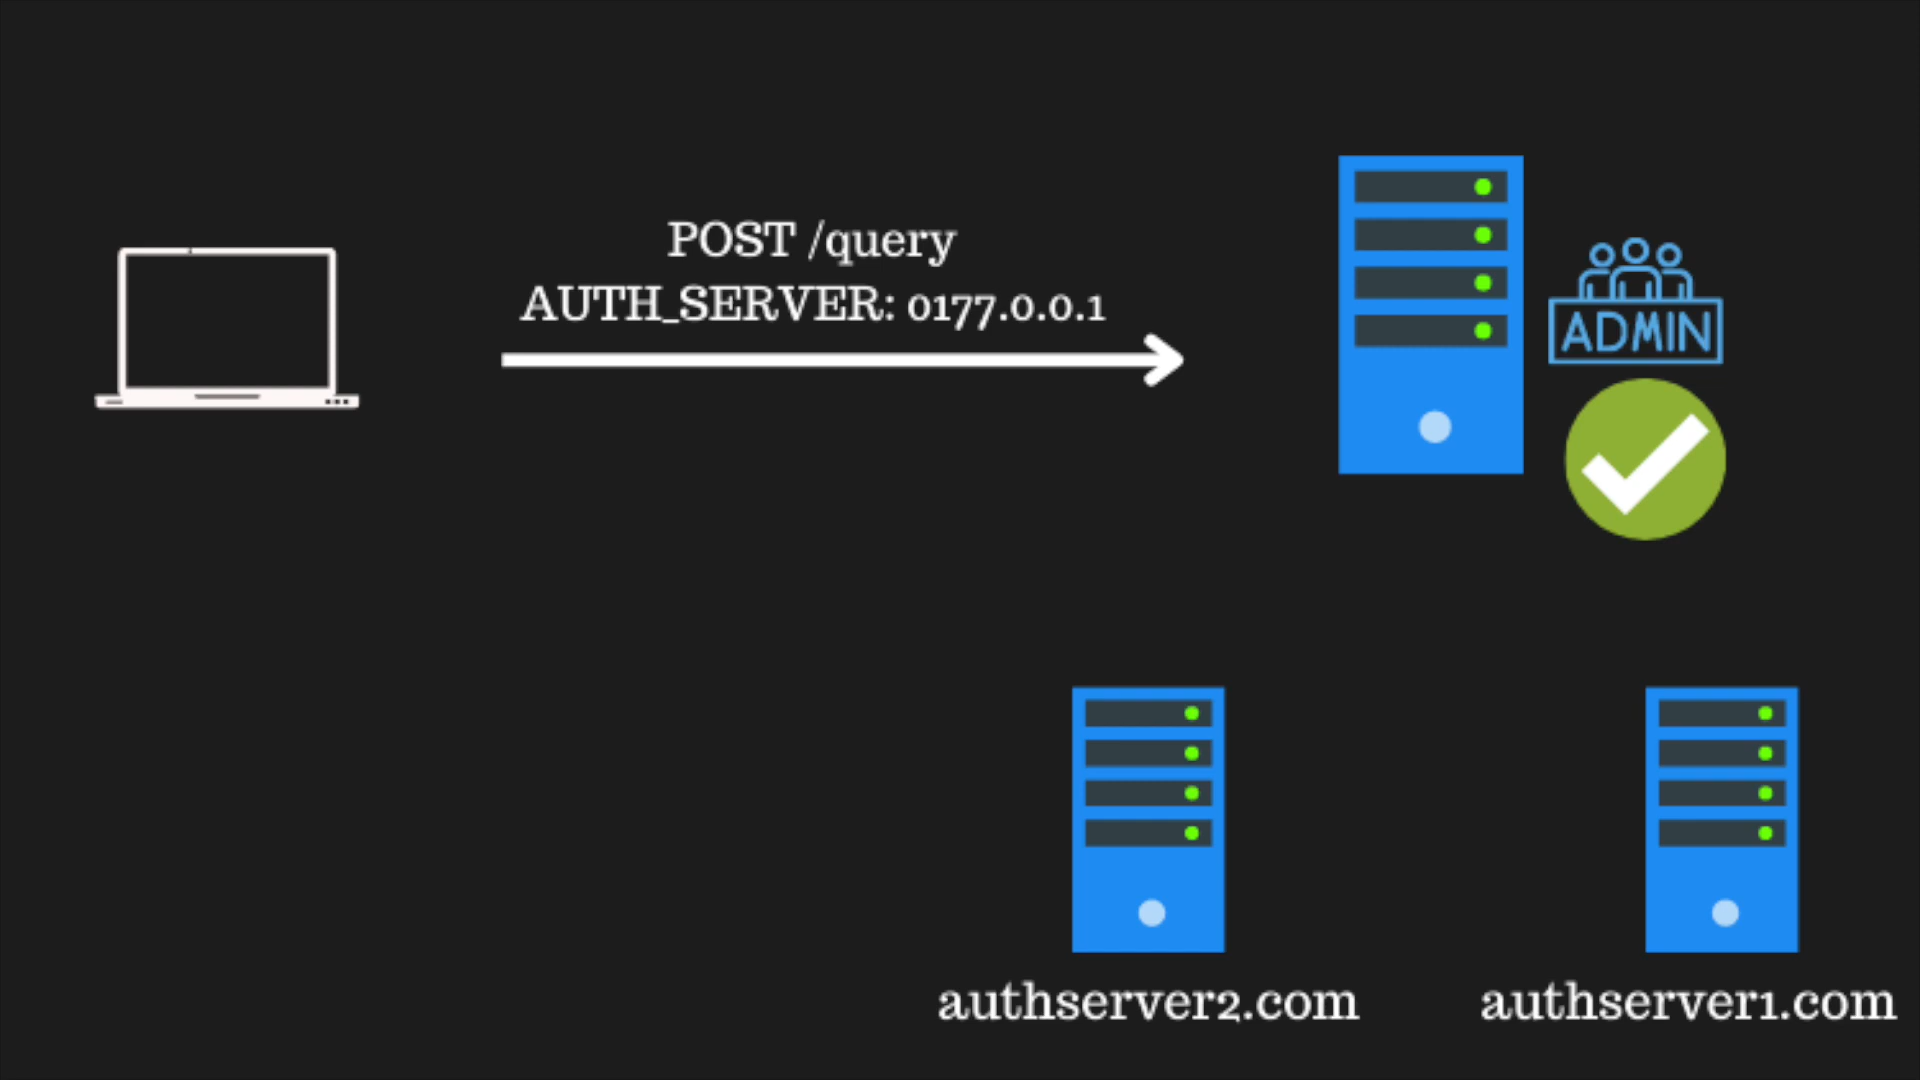 POST /query
AUTH_SERVER: 0177.0.0.1
ADMIN
authserver2.com
authserver1.com